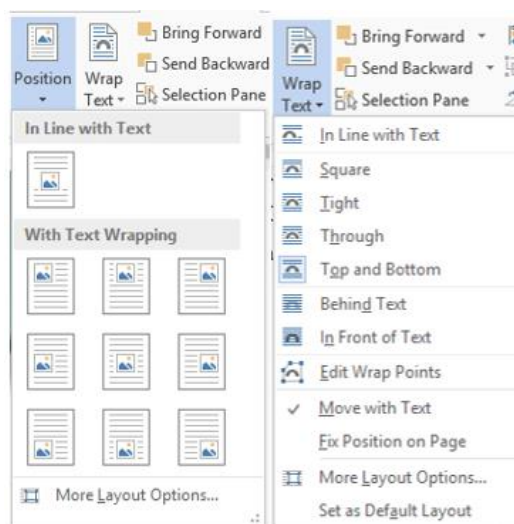 Position
Wrap
Text
Bring Forward
Send Backward
Selection Pane
In Line with Text
With Text Wrapping
More Layout Options...
Wrap
Text
Bring Forward
Send Backward
Selection Pane
In Line with Text
Square
Tight
Through
Top and Bottom
Behind Text
In Front of Text
Edit Wrap Points
Move with Text
Fix Position on Page
More Layout Options...
Set as Default Layout